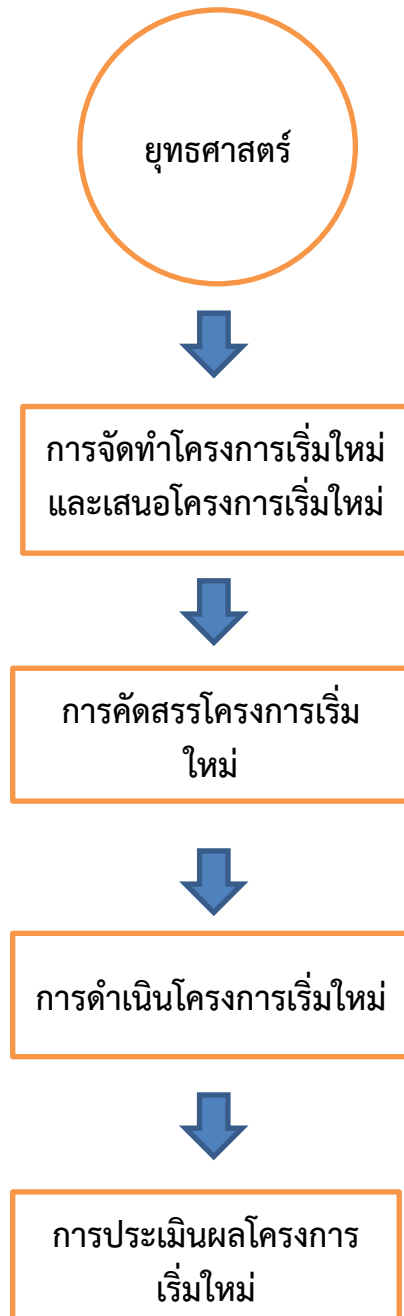 ยุทธศาสตร์
การจัดทำโครงการเริ่มใหม่
และเสนอโครงการเริ่มใหม่
การคัดสรรโครงการเริ่ม
ใหม่
การดำเนินโครงการเริ่มใหม่
การประเมินผลโครงการ
เริ่มใหม่